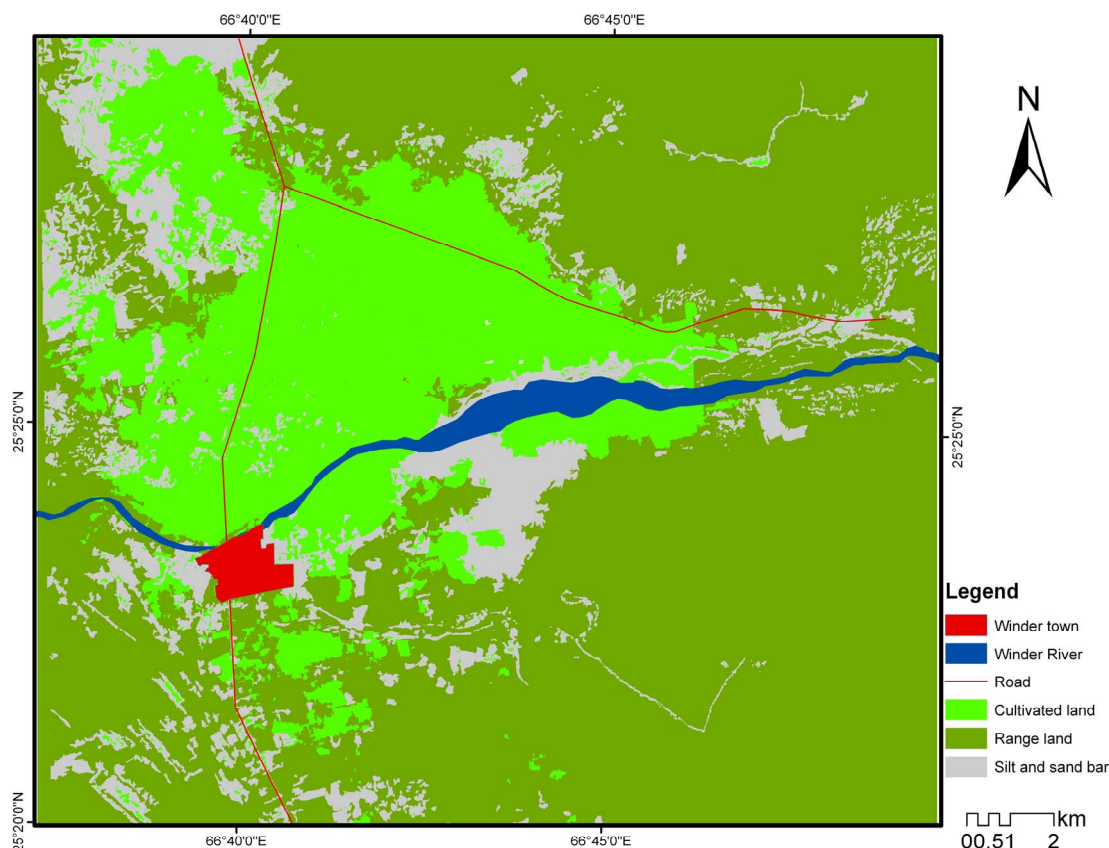 66°40'0"E 66°45'0"E
N
25°25'0"N
25°25'0"N
25°20'0"N
66°40'0"E 66°45'0"E
Legend
Winder town
Winder River
Road
Cultivated land
Range land
Silt and sand bar
km
00.51 2